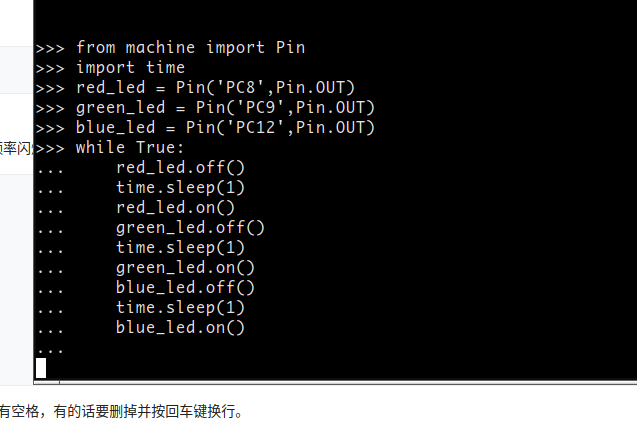 >>> from machine import Pin
>>> import time
>>> red_led = Pin('PC8',Pin.OUT)
>>> green_led = Pin('PC9',Pin.OUT)
>>> blue_led = Pin('PC12',Pin.OUT)
频率闪
>>> while True:
...     red_led.off()
...     time.sleep(1)
...     red_led.on()
...     green_led.off()
...     time.sleep(1)
...     green_led.on()
...     blue_led.off()
...     time.sleep(1)
...     blue_led.on()
...
有空格，有的话要删掉并按回车键换行。